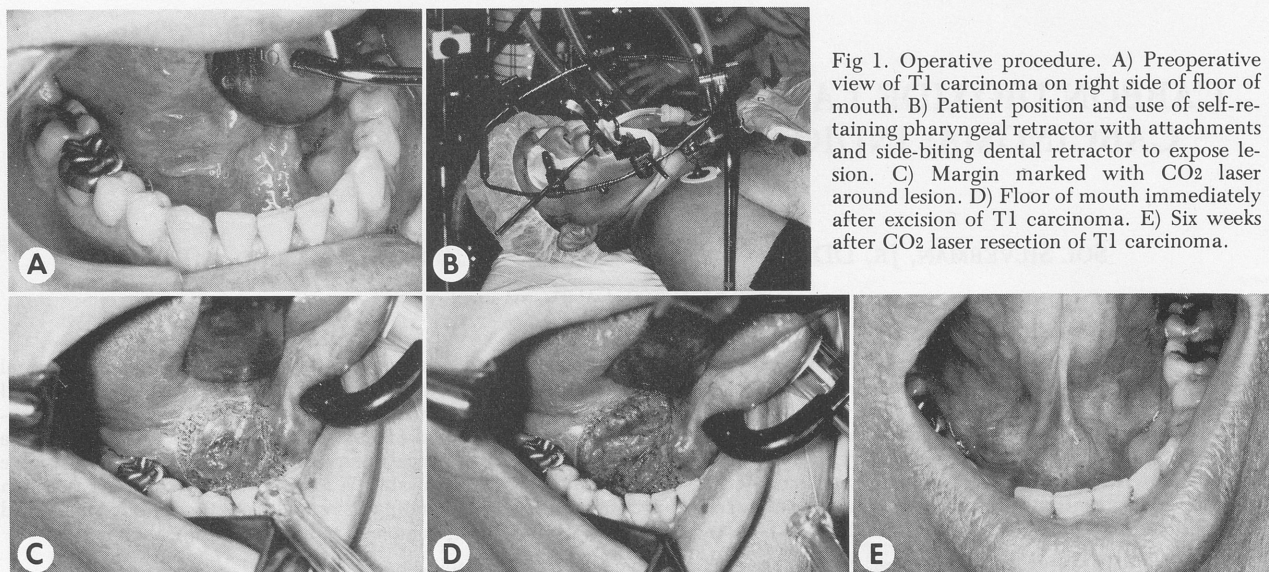 Fig 1. Operative procedure. A) Preoperative
view of T1 carcinoma on right side of floor of
mouth. B) Patient position and use of self-re-
taining pharyngeal retractor with attachments
and side-biting dental retractor to expose le-
sion. C) Margin marked with CO2 laser
around lesion. D) Floor of mouth immediately
after excision of T1 carcinoma. E) Six weeks
after CO2 laser resection of T1 carcinoma.
A
B
C
D
E